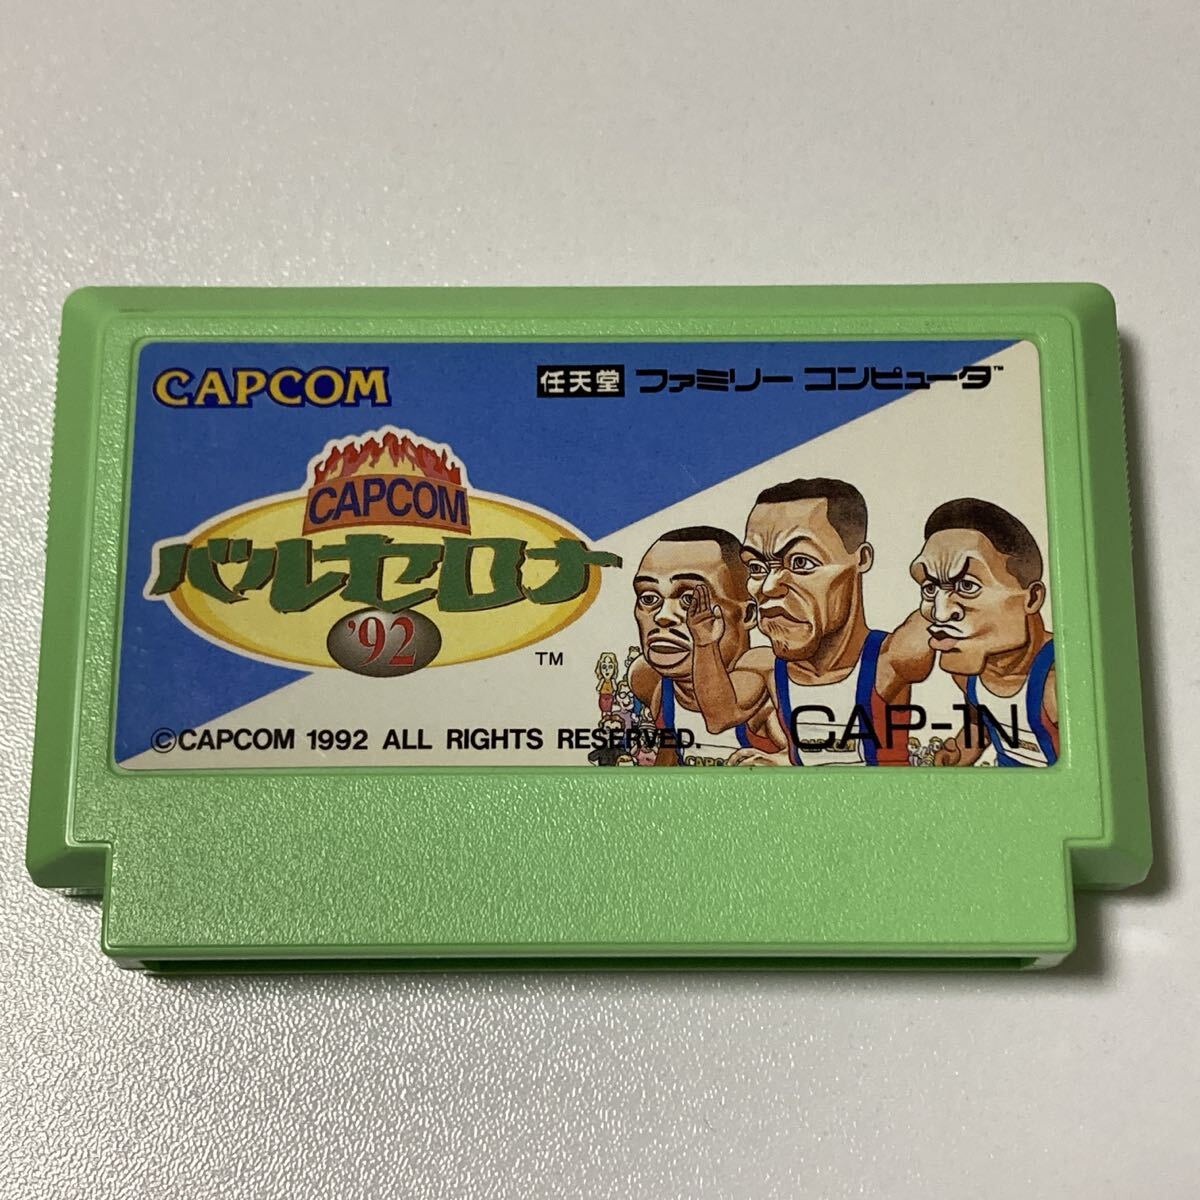 CAPCOM
任天堂 ファミリー コンピュータ™
CAPCOM
バルセロナ
'92
TM
©CAPCOM 1992 ALL RIGHTS RESERVED.
CAP-1N